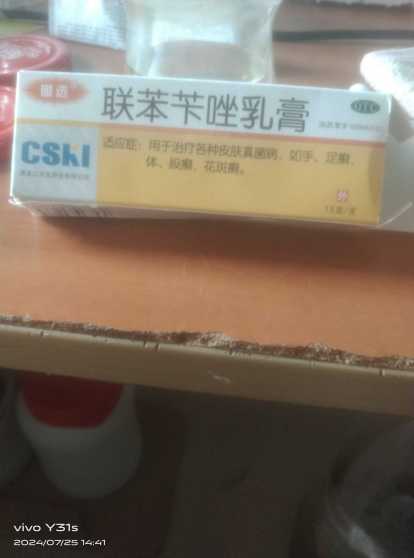 联苯苄唑乳膏
OTC
CSKI
适应症：用于治疗各种皮肤真菌病，如手、足癣，
体、股癣，花斑癣。
外
vivo Y31s
2024/07/25 14:41